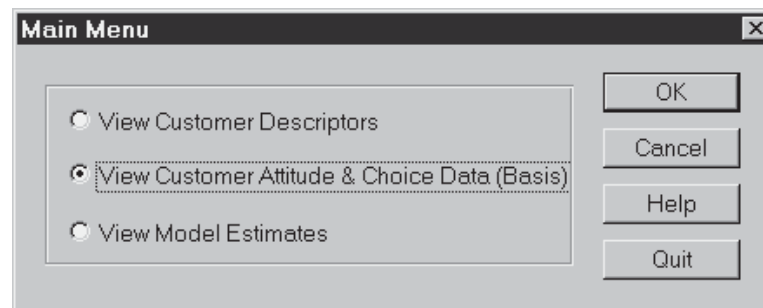 Main Menu
View Customer Descriptors
View Customer Attitude & Choice Data (Basis)
View Model Estimates
OK
Cancel
Help
Quit